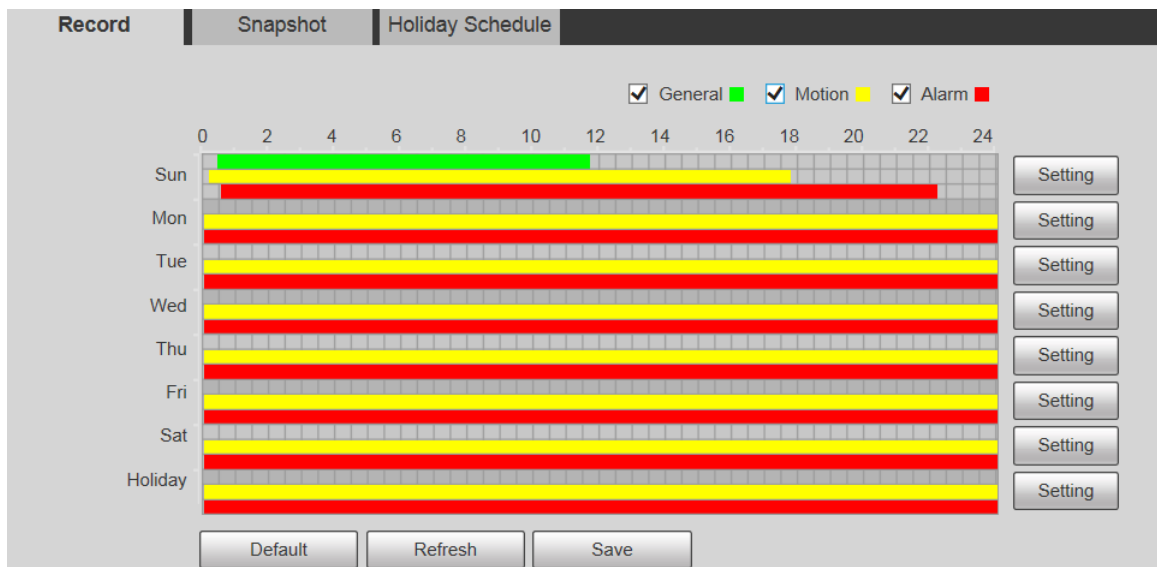 Record Snapshot Holiday Schedule
General Motion Alarm
0 2 4 6 8 10 12 14 16 18 20 22 24
Sun Setting
Mon Setting
Tue Setting
Wed Setting
Thu Setting
Fri Setting
Sat Setting
Holiday Setting
Default Refresh Save